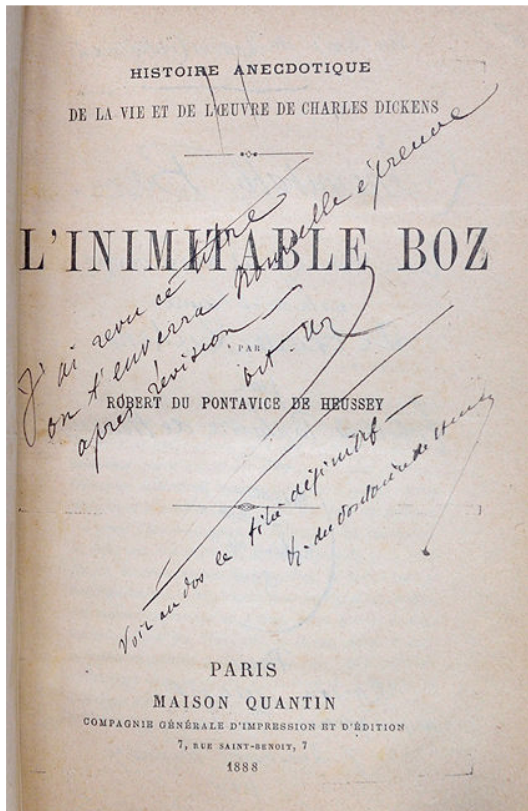 HISTOIRE ANECDOTIQUE
DE LA VIE ET DE L'ŒUVRE DE CHARLES DICKENS
L'INIMITABLE BOZ
J'ai revu ce titre
on t'enverra nouvelle épreuve
après révision
PAR
ROBERT DU PONTAVICE DE HEUSSEY
Voir au dos le titre définitif
PARIS
MAISON QUANTIN
COMPAGNIE GÉNÉRALE D'IMPRESSION ET D'ÉDITION
7, RUE SAINT-BENOIT, 7
1888